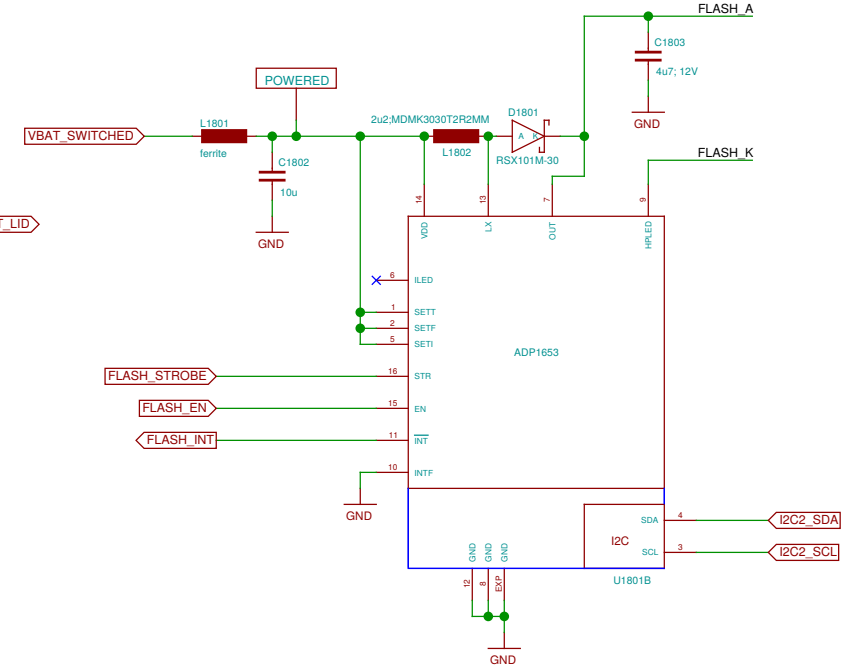 FLASH_A
C1803
4u7; 12V
GND
POWERED
L1801
VBAT_SWITCHED
ferrite
C1802
10u
GND
2u2;MDMK3030T2R2MM
L1802
D1801
A K
RSX101M-30
FLASH_K
T_LID
14
13
7
9
VDD
LX
OUT
HPLED
6 ILED
1 SETT
2 SETF
5 SETI
ADP1653
FLASH_STROBE 16 STR
FLASH_EN 15 EN
FLASH_INT 11 INT
10 INTF
GND
GND
GND
GND
12
8
EXP
I2C
SDA 4 I2C2_SDA
SCL 3 I2C2_SCL
U1801B
GND